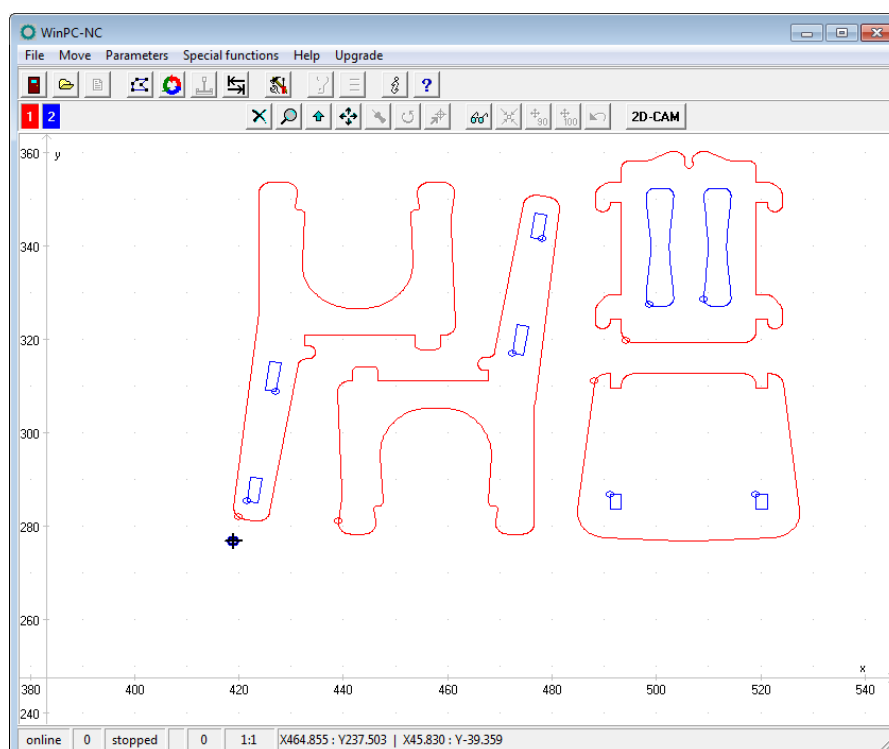 WinPC-NC
File Move Parameters Special functions Help Upgrade
?
1 2 90 100 2D-CAM
360 y
340
320
300
280
260
x
380 400 420 440 460 480 500 520 540
240
online 0 stopped 0 1:1 X464.855 : Y237.503 | X45.830 : Y-39.359